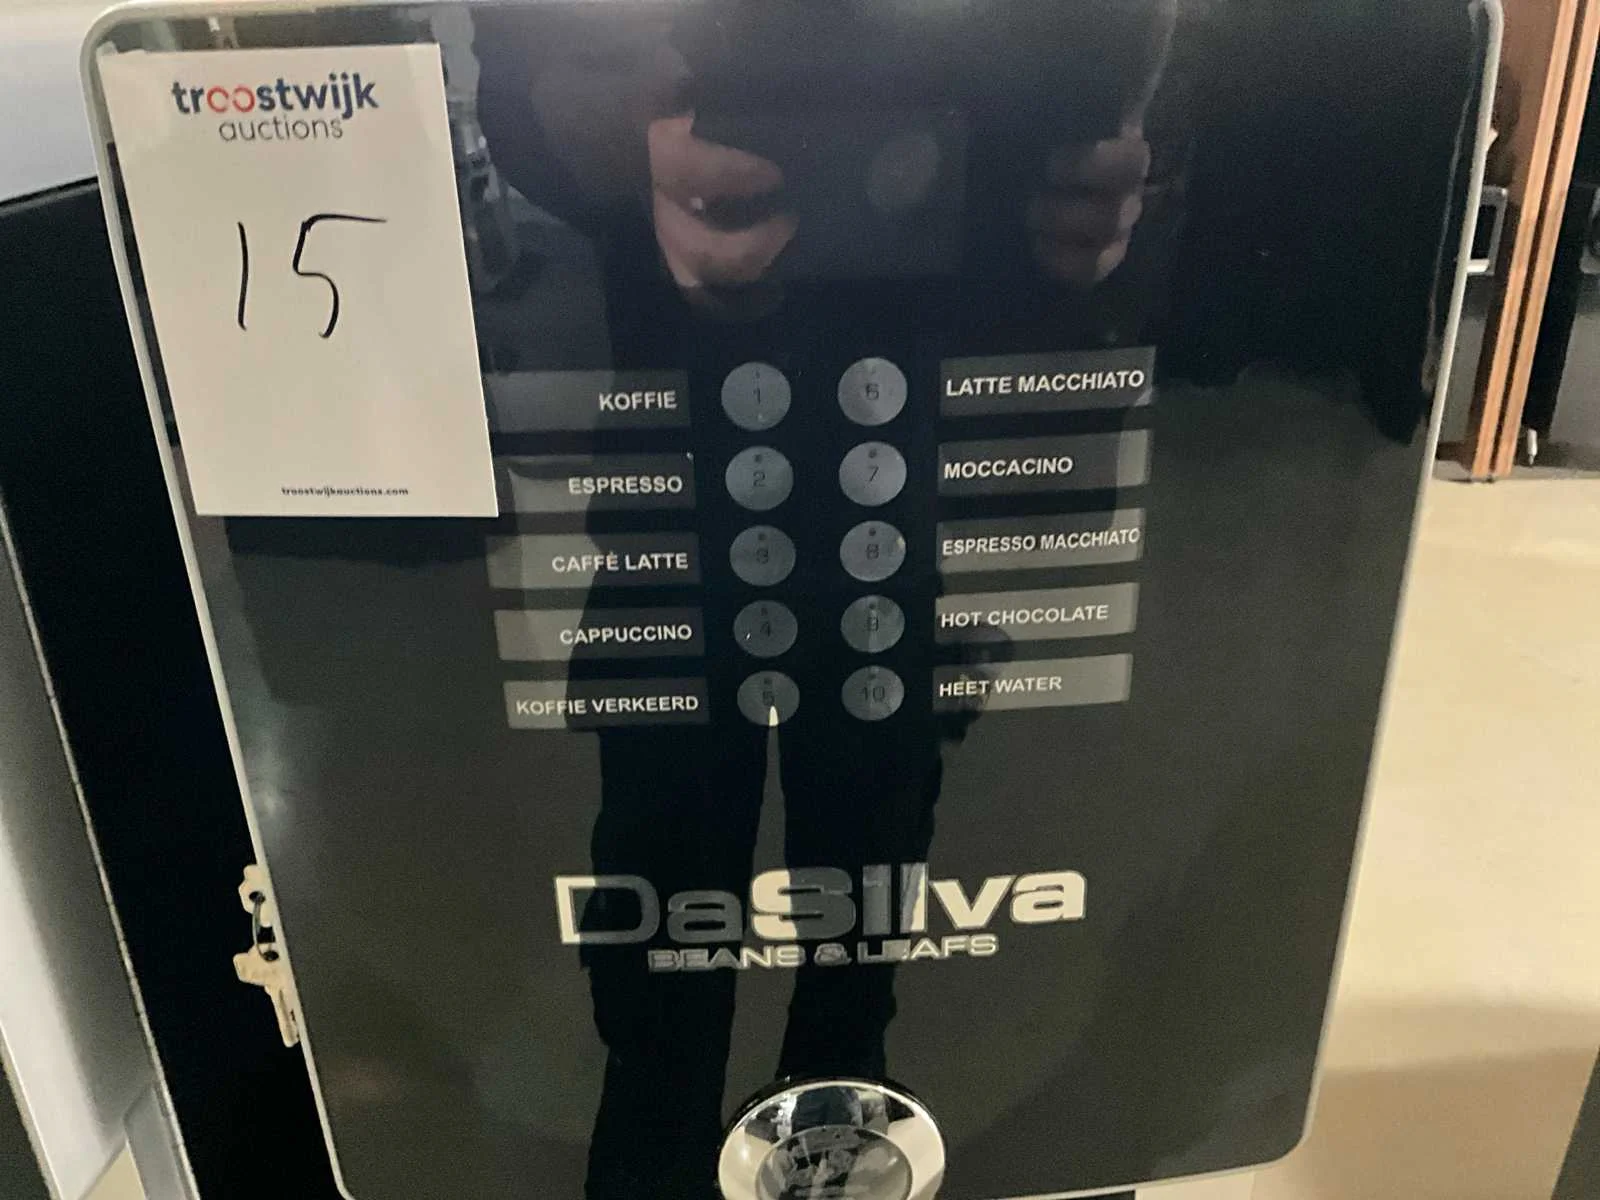 troostwijk
auctions
15
troostwijkauctions.com
KOFFIE
1
6
LATTE MACCHIATO
ESPRESSO
2
7
MOCCACINO
CAFFÈ LATTE
3
8
ESPRESSO MACCHIATO
CAPPUCCINO
4
9
HOT CHOCOLATE
KOFFIE VERKEERD
5
10
HEET WATER
DaSilva
BEANS & LEAFS